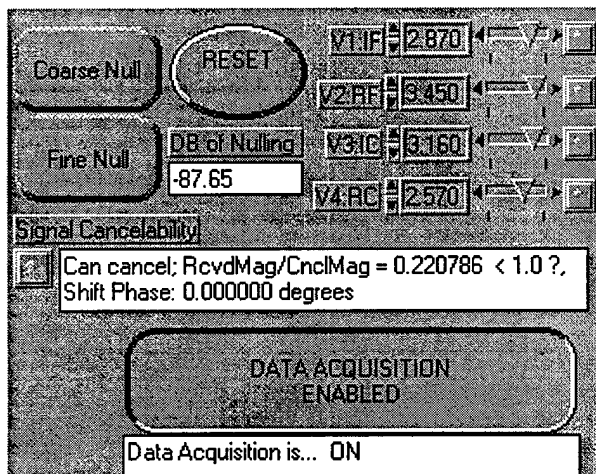 Coarse Null
RESET
V1:IF 2.870
V2:RF 3.450
Fine Null
DB of Nulling
-87.65
V3:IC 3.160
V4:RC 2.570
Signal Cancelability
Can cancel; RcvdMag/CnclMag = 0.220786 < 1.0 ?,
Shift Phase: 0.000000 degrees
DATA ACQUISITION
ENABLED
Data Acquisition is... ON